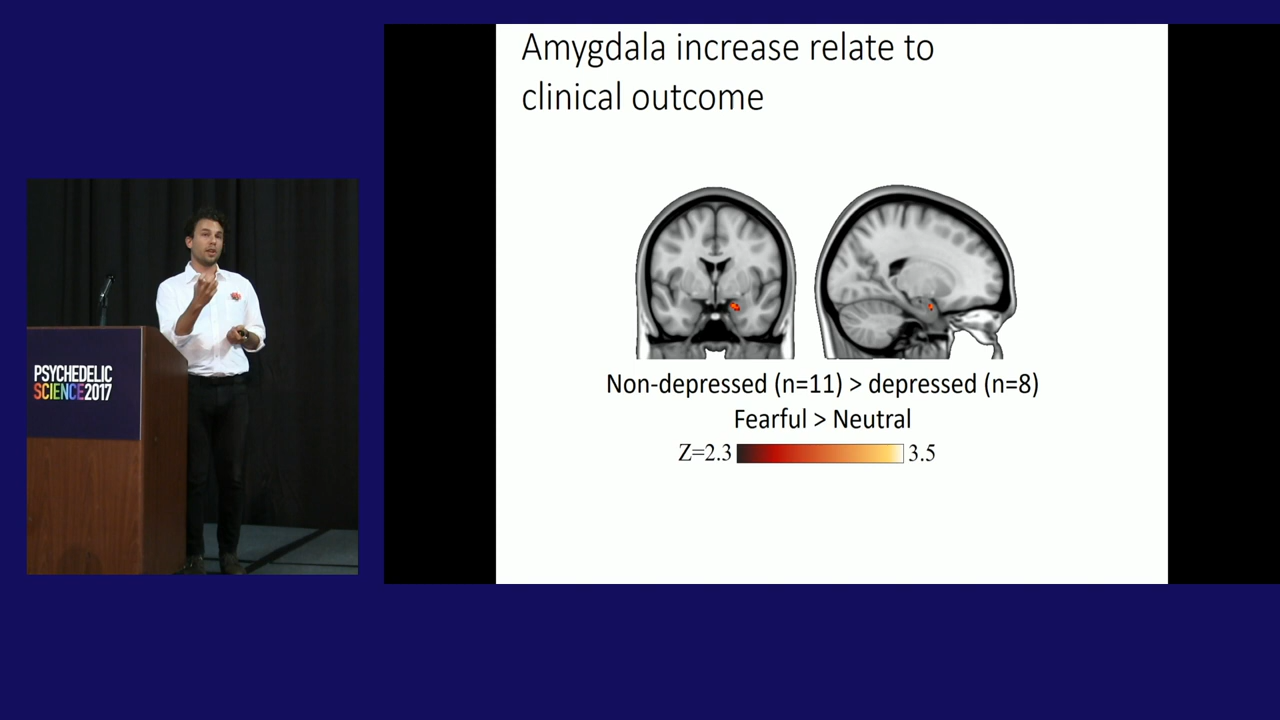 Amygdala increase relate to
clinical outcome
Non-depressed (n=11) > depressed (n=8)
Fearful > Neutral
Z=2.3 3.5
PSYCHEDELIC
SCIENCE2017